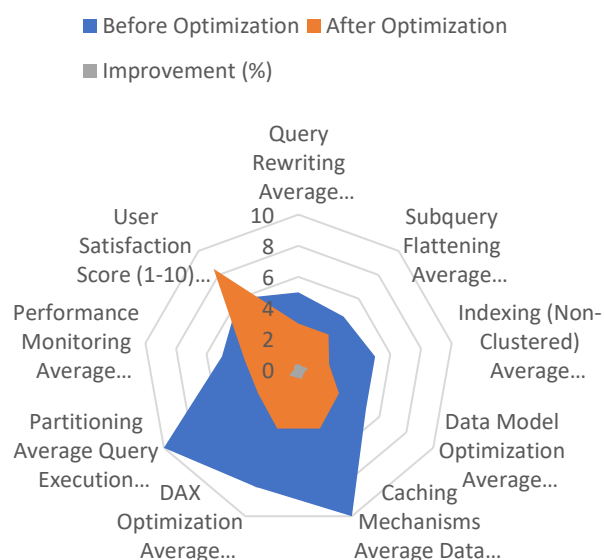 Before Optimization After Optimization
Improvement (%)
Query
Rewriting
Average...
Subquery
Flattening
Average...
Indexing (Non-
Clustered)
Average...
Data Model
Optimization
Average...
Caching
Mechanisms
Average Data...
DAX
Optimization
Average...
Partitioning
Average Query
Execution...
Performance
Monitoring
Average...
User
Satisfaction
Score (1-10)...
10
8
6
4
2
0